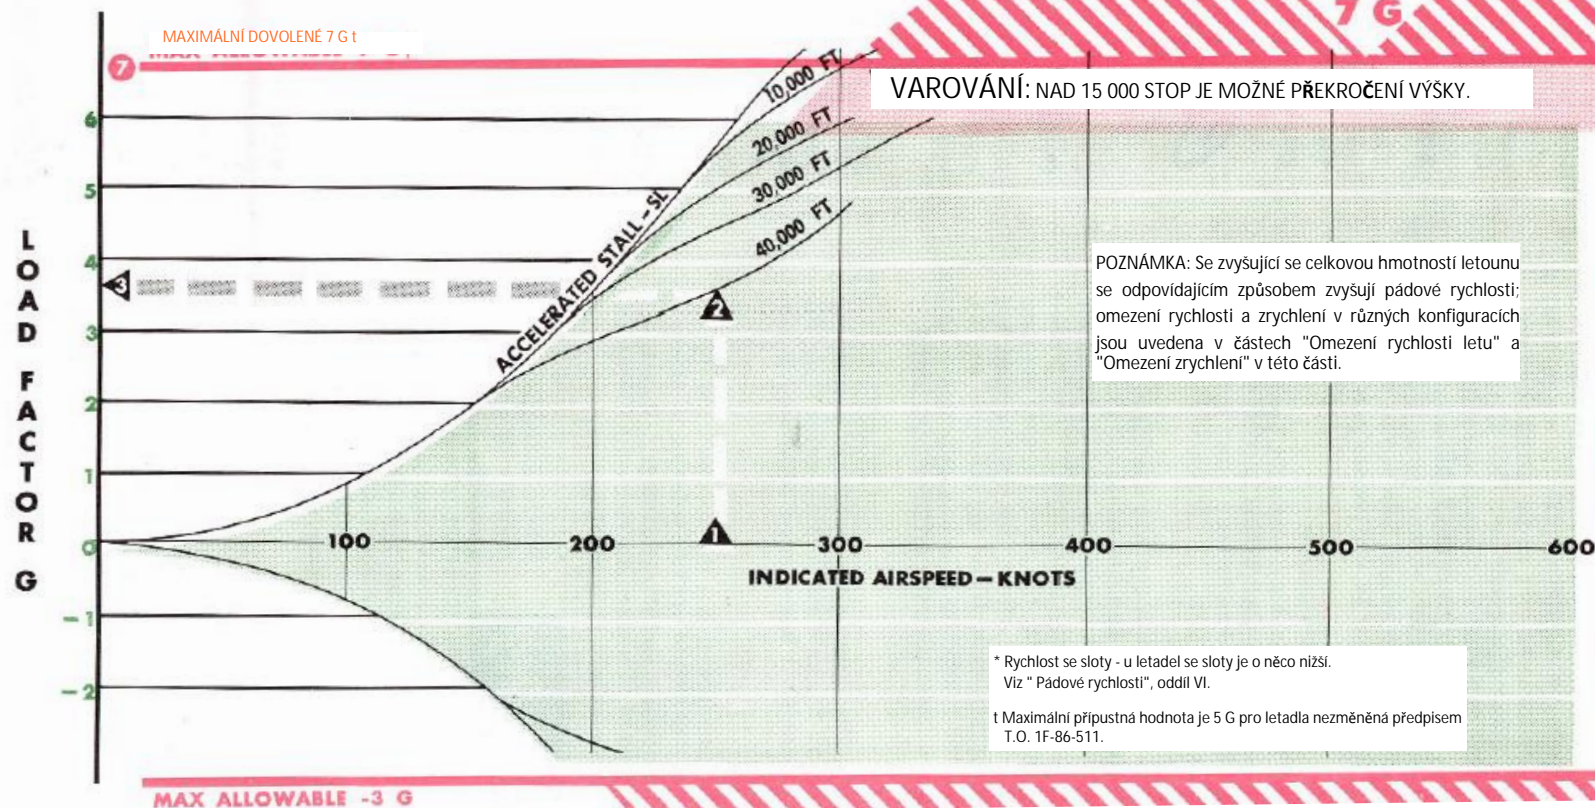 7 G
MAXIMÁLNÍ DOVOLENÉ 7 G t
7
VAROVÁNÍ: NAD 15 000 STOP JE MOŽNÉ PŘEKROČENÍ VÝŠKY.
10,000 FT
20,000 FT
30,000 FT
40,000 FT
ACCELERATED STALL - SL
6
5
4
3
2
1
0
-1
-2
LOAD FACTOR G
3
2
1
POZNÁMKA: Se zvyšující se celkovou hmotností letounu
se odpovídajícím způsobem zvyšují pádové rychlosti;
omezení rychlosti a zrychlení v různých konfiguracích
jsou uvedena v částech "Omezení rychlosti letu" a
"Omezení zrychlení" v této části.
100 200 300 400 500 600
INDICATED AIRSPEED — KNOTS
* Rychlost se sloty - u letadel se sloty je o něco nižší.
Viz " Pádové rychlosti", oddíl VI.
t Maximální přípustná hodnota je 5 G pro letadla nezměněná předpisem
T.O. 1F-86-511.
MAX ALLOWABLE -3 G